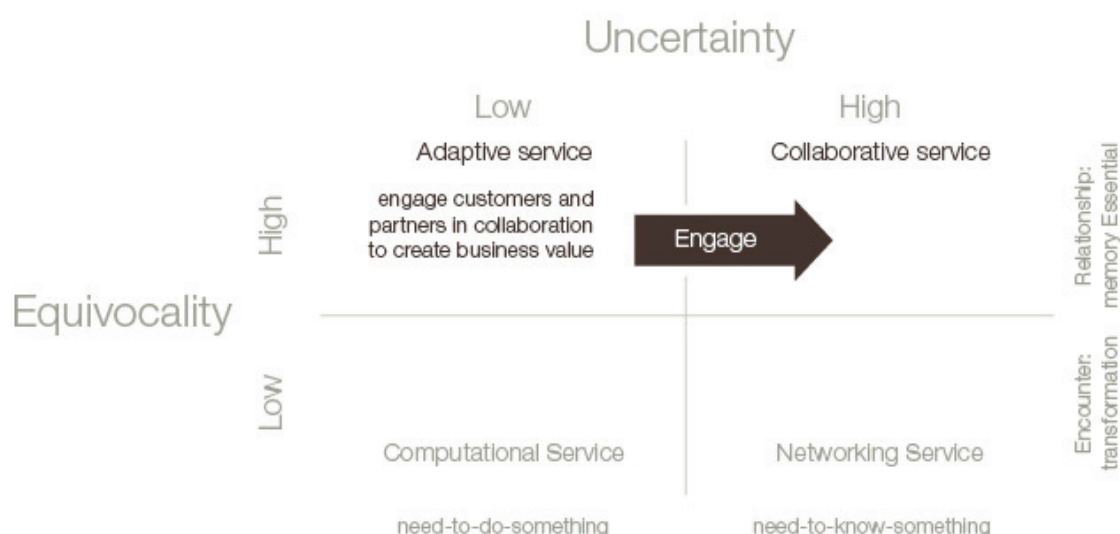 Uncertainty
Low
High
Adaptive service
Collaborative service
engage customers and
partners in collaboration
to create business value
Engage
High
Relationship:
memory Essential
Equivocality
Low
Encounter:
transformation
Computational Service
Networking Service
need-to-do-something
need-to-know-something